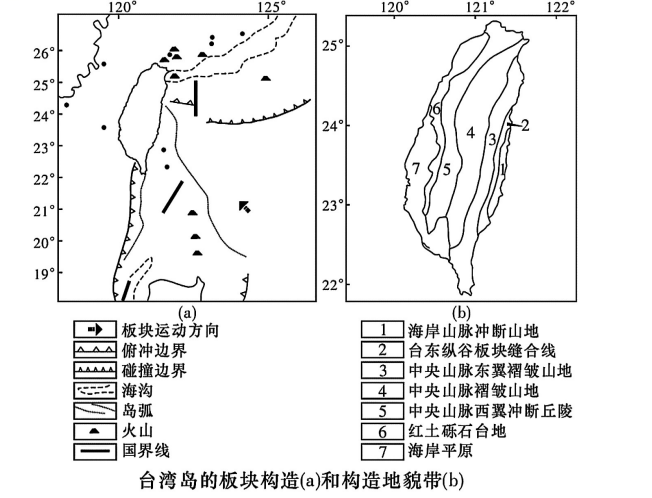 120° 125°
120° 121° 122°
26°
25°
24°
23°
22°
21°
20°
19°
25°
24°
23°
22°
6
2
4
3
7
5
1
(a) (b)
板块运动方向
俯冲边界
碰撞边界
海沟
岛弧
火山
国界线
1 海岸山脉冲断山地
2 台东纵谷板块缝合线
3 中央山脉东翼褶皱山地
4 中央山脉褶皱山地
5 中央山脉西翼冲断丘陵
6 红土砾石台地
7 海岸平原
台湾岛的板块构造(a)和构造地貌带(b)